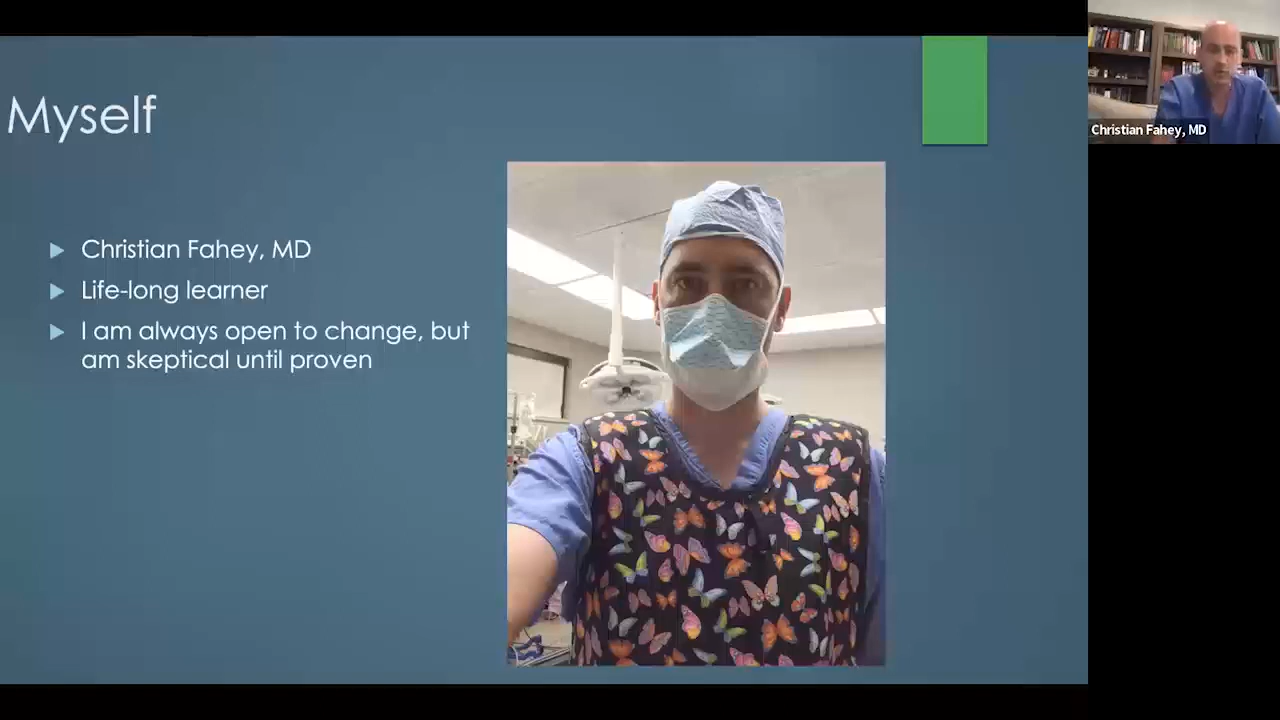 Myself
Christian Fahey, MD
Life-long learner
I am always open to change, but
am skeptical until proven
Christian Fahey, MD